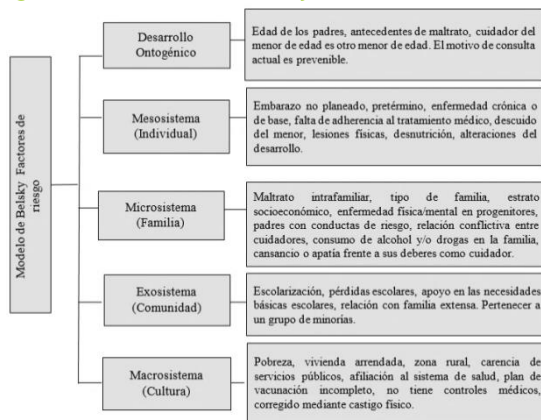 Modelo de Belsky Factores de
riesgo
Desarrollo
Ontogénico
Edad de los padres, antecedentes de maltrato, cuidador del
menor de edad es otro menor de edad. El motivo de consulta
actual es prevenible.
Mesosistema
(Individual)
Embarazo no planeado, pretérmino, enfermedad crónica o
de base, falta de adherencia al tratamiento médico, descuido
del menor, lesiones físicas, desnutrición, alteraciones del
desarrollo.
Microsistema
(Familia)
Maltrato intrafamiliar, tipo de familia, estrato
socioeconómico, enfermedad física/mental en progenitores,
padres con conductas de riesgo, relación conflictiva entre
cuidadores, consumo de alcohol y/o drogas en la familia,
cansancio o apatía frente a sus deberes como cuidador.
Exosistema
(Comunidad)
Escolarización, pérdidas escolares, apoyo en las necesidades
básicas escolares, relación con familia extensa. Pertenecer a
un grupo de minorías.
Macrosistema
(Cultura)
Pobreza, vivienda arrendada, zona rural, carencia de
servicios públicos, afiliación al sistema de salud, plan de
vacunación incompleto, no tiene controles médicos,
corregido mediante castigo físico.